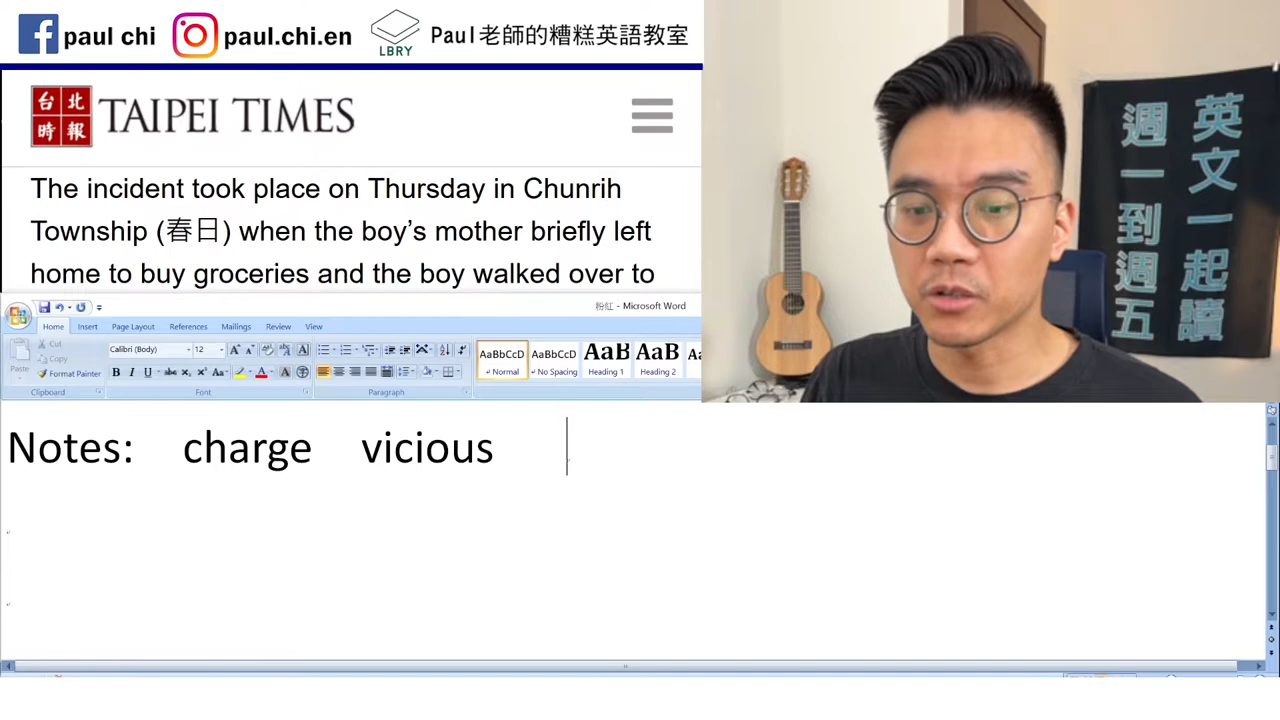 paul chi
paul.chi.en
LBRY
Paul老師的糟糕英語教室
台北時報
TAIPEI TIMES
The incident took place on Thursday in Chunrih
Township (春日) when the boy’s mother briefly left
home to buy groceries and the boy walked over to
粉紅 - Microsoft Word
Home Insert Page Layout References Mailings Review View
Paste
Cut
Copy
Format Painter
Clipboard
Calibri (Body) 12
Font
Paragraph
AaBbCcD AaBbCcD AaBb AaBb Aa
Normal No Spacing Heading 1 Heading 2
Notes: charge vicious
英文一起讀
週一到週五